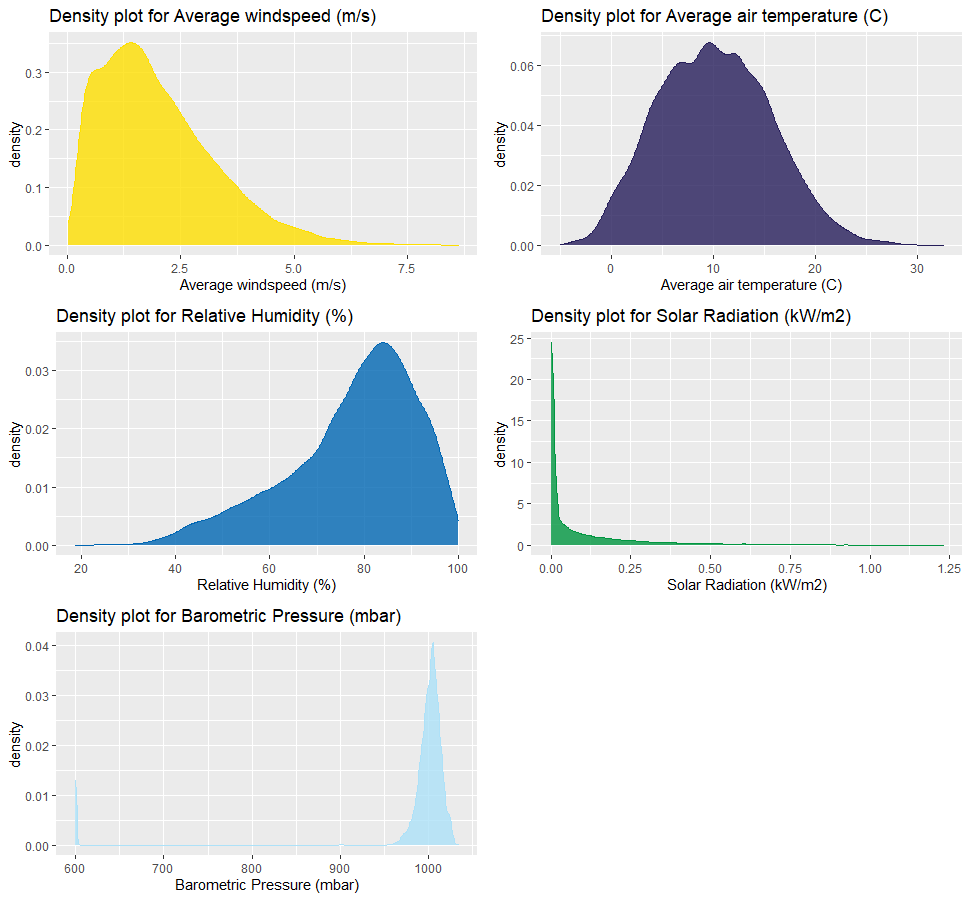 Density plot for Average windspeed (m/s)
density
0.3
0.2
0.1
0.0
0.0 2.5 5.0 7.5
Average windspeed (m/s)
Density plot for Average air temperature (C)
density
0.06
0.04
0.02
0.00
0 10 20 30
Average air temperature (C)
Density plot for Relative Humidity (%)
density
0.03
0.02
0.01
0.00
20 40 60 80 100
Relative Humidity (%)
Density plot for Solar Radiation (kW/m2)
density
25
20
15
10
5
0
0.00 0.25 0.50 0.75 1.00 1.25
Solar Radiation (kW/m2)
Density plot for Barometric Pressure (mbar)
density
0.04
0.03
0.02
0.01
0.00
600 700 800 900 1000
Barometric Pressure (mbar)